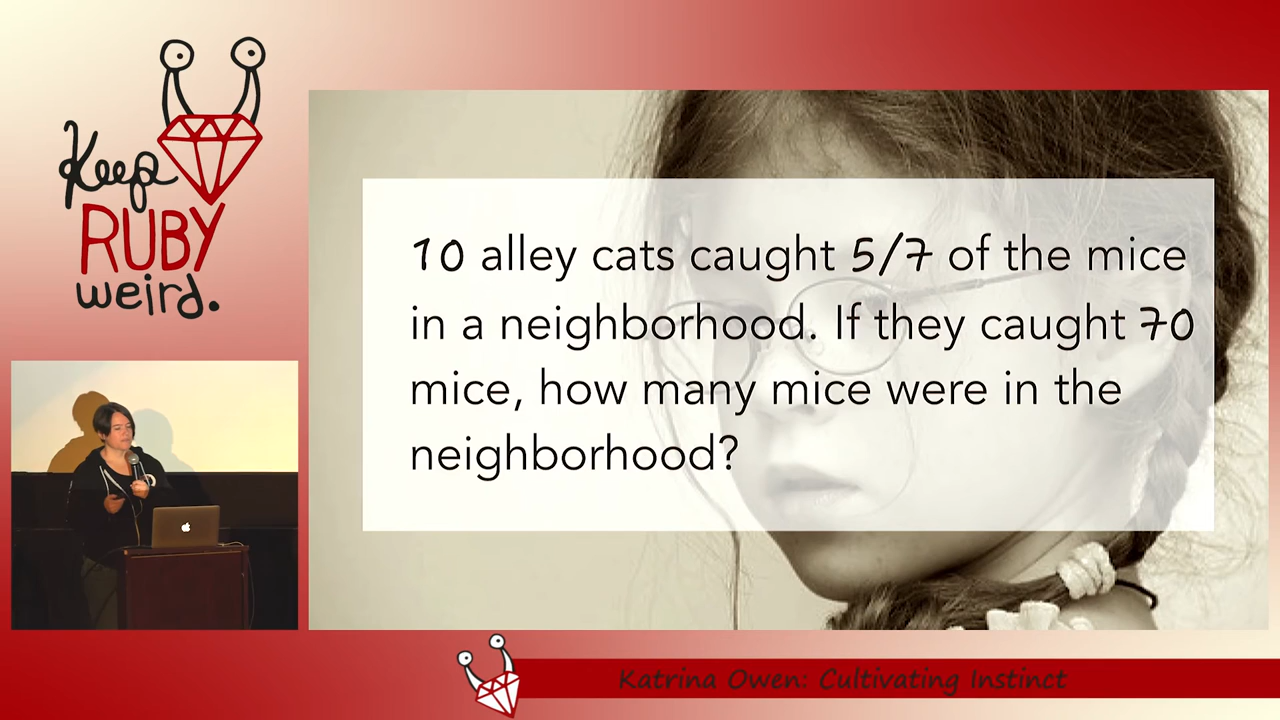 Keep
RUBY
weird.
10 alley cats caught 5/7 of the mice
in a neighborhood. If they caught 70
mice, how many mice were in the
neighborhood?
Katrina Owen: Cultivating Instinct